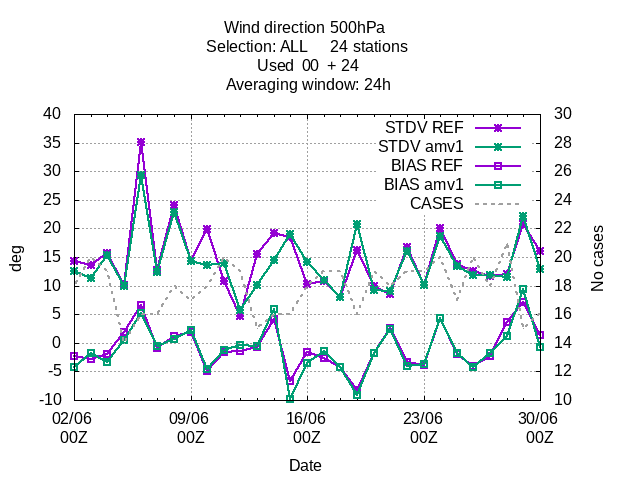 Wind direction 500hPa
Selection: ALL     24 stations
Used  00  + 24
Averaging window: 24h
STDV REF
STDV amv1
BIAS REF
BIAS amv1
CASES
40
35
30
25
20
15
10
5
0
-5
-10
deg
30
28
26
24
22
20
18
16
14
12
10
No cases
02/06 09/06 16/06 23/06 30/06
00Z 00Z 00Z 00Z 00Z
Date